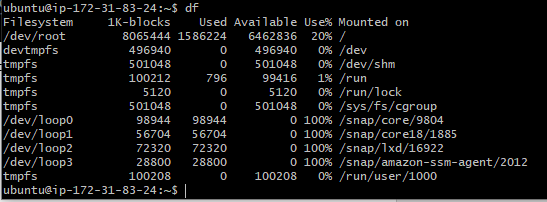 ubuntu@ip-172-31-83-24:~$ df
Filesystem     1K-blocks    Used Available Use% Mounted on
/dev/root        8065444 1586224   6462836  20% /
devtmpfs          496940       0    496940   0% /dev
tmpfs             501048       0    501048   0% /dev/shm
tmpfs             100212     796     99416   1% /run
tmpfs               5120       0      5120   0% /run/lock
tmpfs             501048       0    501048   0% /sys/fs/cgroup
/dev/loop0         98944   98944         0 100% /snap/core/9804
/dev/loop1         56704   56704         0 100% /snap/core18/1885
/dev/loop2         72320   72320         0 100% /snap/lxd/16922
/dev/loop3         28800   28800         0 100% /snap/amazon-ssm-agent/2012
tmpfs             100208       0    100208   0% /run/user/1000
ubuntu@ip-172-31-83-24:~$